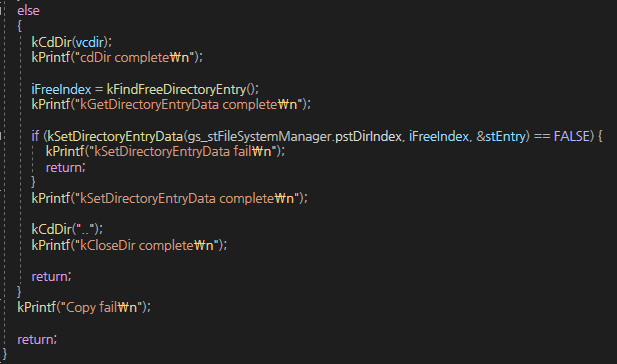 else
{
kCdDir(vcdir);
kPrintf("cdDir complete₩n");
iFreeIndex = kFindFreeDirectoryEntry();
kPrintf("kGetDirectoryEntryData complete₩n");
if (kSetDirectoryEntryData(gs_stFileSystemManager.pstDirIndex, iFreeIndex, &stEntry) == FALSE) {
kPrintf("kSetDirectoryEntryData fail₩n");
return;
}
kPrintf("kSetDirectoryEntryData complete₩n");
kCdDir("..");
kPrintf("kCloseDir complete₩n");
return;
}
kPrintf("Copy fail₩n");
return;
}